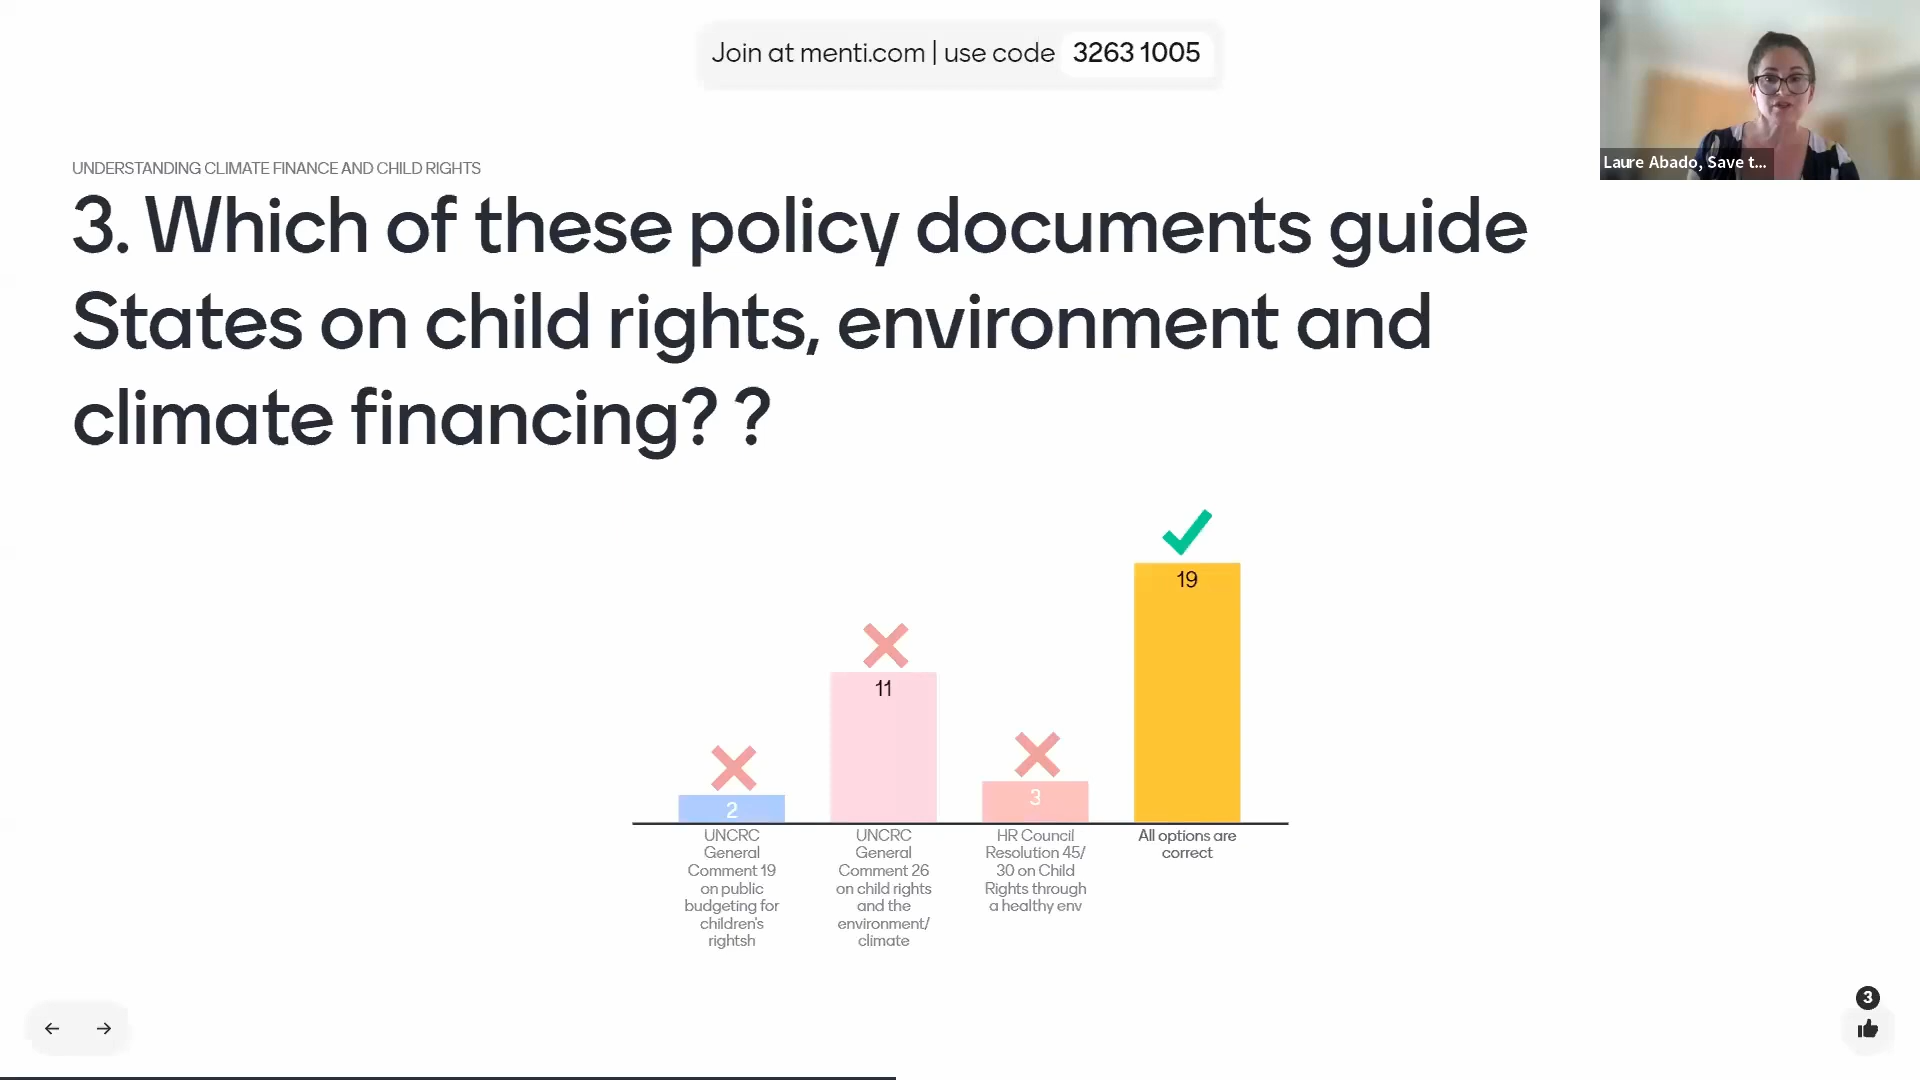 Join at menti.com | use code 3263 1005
Laure Abado, Save t...
UNDERSTANDING CLIMATE FINANCE AND CHILD RIGHTS
3. Which of these policy documents guide
States on child rights, environment and
climate financing? ?
19
11
3
2
UNCRC
General
Comment 19
on public
budgeting for
children's
rightsh
UNCRC
General
Comment 26
on child rights
and the
environment/
climate
HR Council
Resolution 45/
30 on Child
Rights through
a healthy env
All options are
correct
3